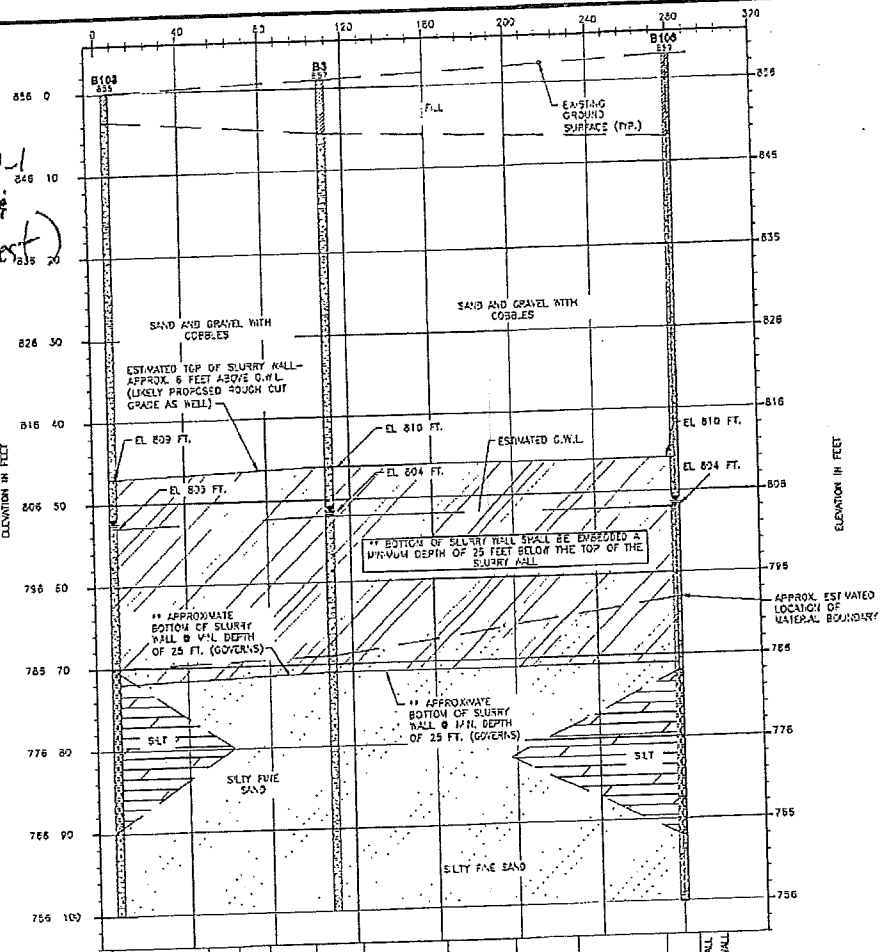 0 40 80 120 160 200 240 280 320
B103
855
B3
857
B106
857
856 0
846 10
836 20
826 30
816 40
806 50
796 60
786 70
776 80
766 90
756 100
ELEVATION IN FEET
FILL
EXISTING
GROUND
SURFACE (TYP.)
SAND AND GRAVEL WITH
COBBLES
SAND AND GRAVEL WITH
COBBLES
ESTIMATED TOP OF SLURRY WALL-
APPROX. 6 FEET ABOVE G.W.L.
(LIKELY PROPOSED ROUGH CUT
GRADE AS WELL)
EL 809 FT.
EL 803 FT.
EL 810 FT.
EL 804 FT.
ESTIMATED G.W.L.
EL 810 FT.
EL 804 FT.
** BOTTOM OF SLURRY WALL SHALL BE EMBEDDED A
MINIMUM DEPTH OF 25 FEET BELOW THE TOP OF THE
SLURRY WALL
** APPROXIMATE
BOTTOM OF SLURRY
WALL @ MIN. DEPTH
OF 25 FT. (GOVERNS)
** APPROXIMATE
BOTTOM OF SLURRY
WALL @ MIN. DEPTH
OF 25 FT. (GOVERNS)
APPROX. ESTIMATED
LOCATION OF
MATERIAL BOUNDARY
SILT
SILT
SILTY FINE
SAND
SILTY FINE SAND
845
835
826
816
806
795
785
776
765
756
ELEVATION IN FEET